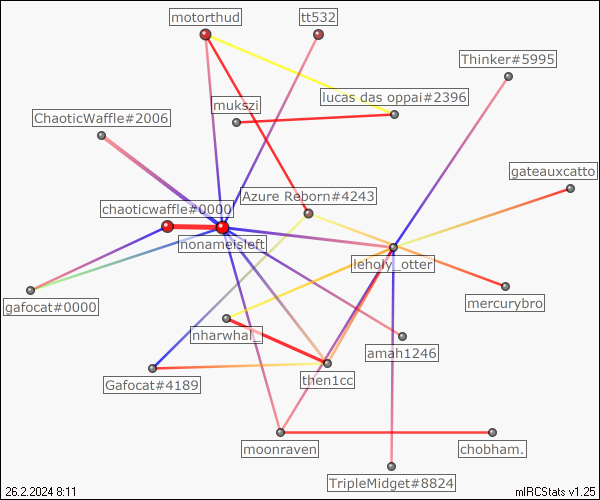 motorthud
tt532
Thinker#5995
lucas das oppai#2396
mukszi
ChaoticWaffle#2006
gateauxcatto
Azure Reborn#4243
chaoticwaffle#0000
nonameisleft
leholy_otter
gafocat#0000
mercurybro
nharwhal_
amah1246
then1cc
Gafocat#4189
moonraven
chobham.
TripleMidget#8824
26.2.2024 8:11
mIRCStats v1.25